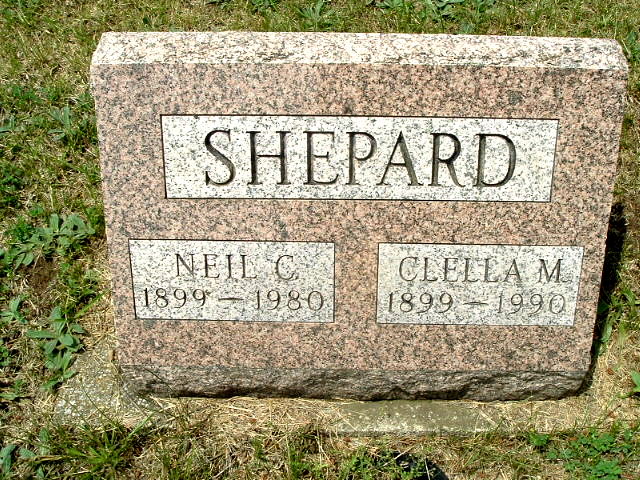 SHEPARD
NEIL C.
1899 — 1980
CLELLA M.
1899 — 1990